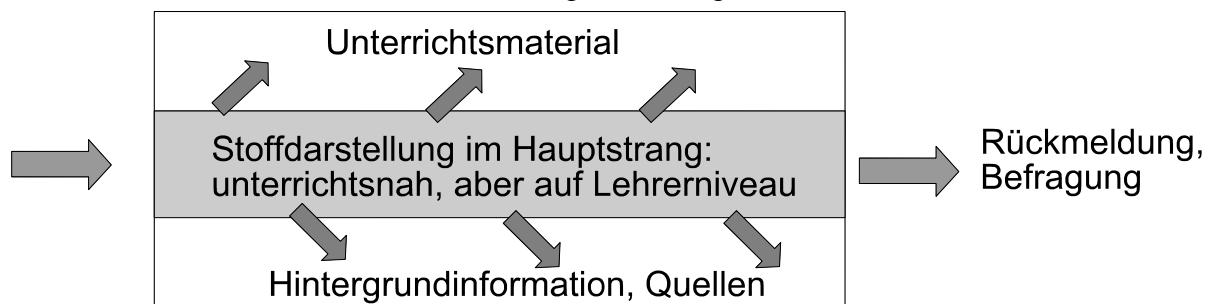 Unterrichtsmaterial
Stoffdarstellung im Hauptstrang:
unterrichtsnah, aber auf Lehrerniveau
Rückmeldung,
Befragung
Hintergrundinformation, Quellen